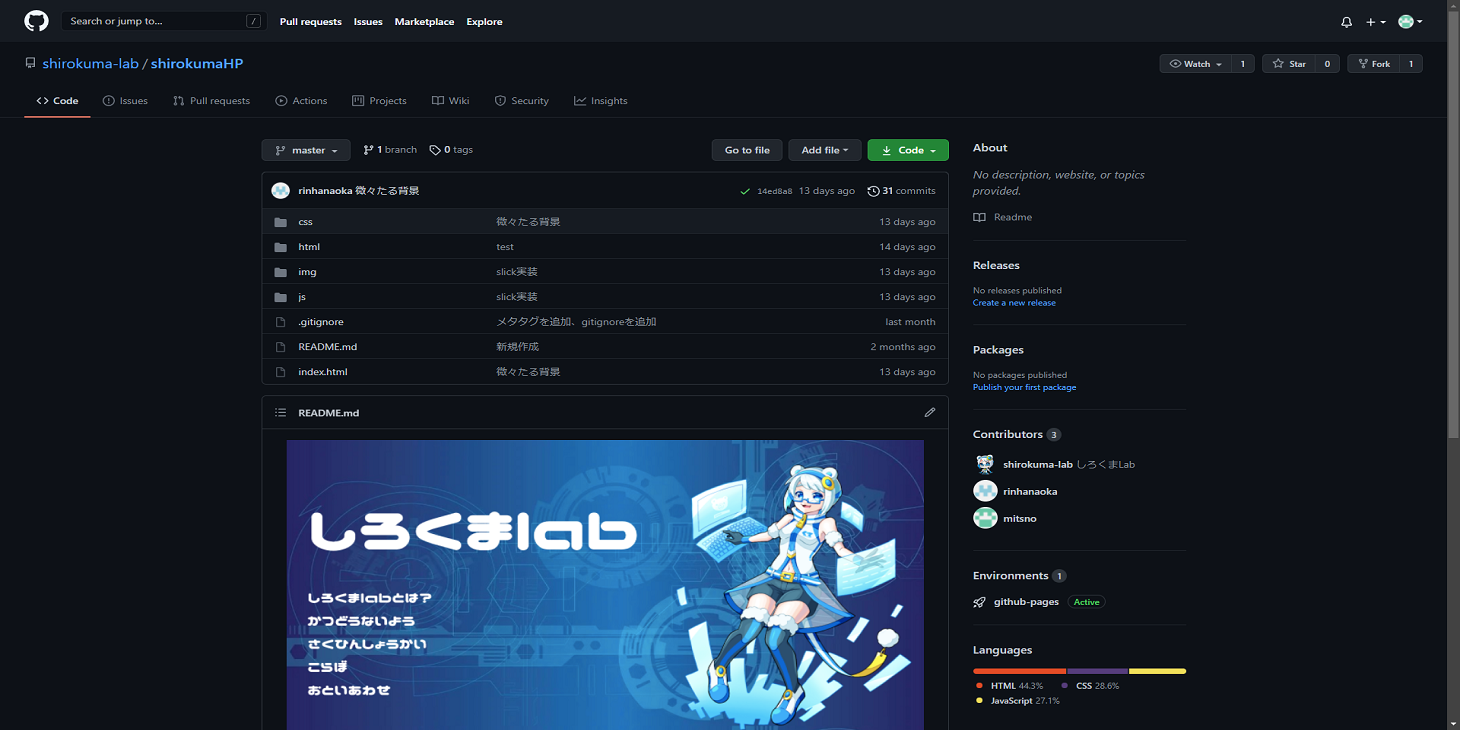 Search or jump to... /
Pull requests Issues Marketplace Explore
shirokuma-lab / shirokumaHP
Watch 1 Star 0 Fork 1
Code Issues Pull requests Actions Projects Wiki Security Insights
master 1 branch 0 tags Go to file Add file Code
rinhanaoka 微々たる背景 14ed8a8 13 days ago 31 commits
css 微々たる背景 13 days ago
html test 14 days ago
img slick実装 13 days ago
js slick実装 13 days ago
.gitignore メタタグを追加、gitignoreを追加 last month
README.md 新規作成 2 months ago
index.html 微々たる背景 13 days ago
README.md
しろくまlab
しろくまlabとは?
かつどうないよう
さくひんしょうかい
こらぼ
おといあわせ
About
No description, website, or topics
provided.
Readme
Releases
No releases published
Create a new release
Packages
No packages published
Publish your first package
Contributors 3
shirokuma-lab しろくまLab
rinhanaoka
mitsno
Environments 1
github-pages Active
Languages
HTML 44.3% CSS 28.6%
JavaScript 27.1%